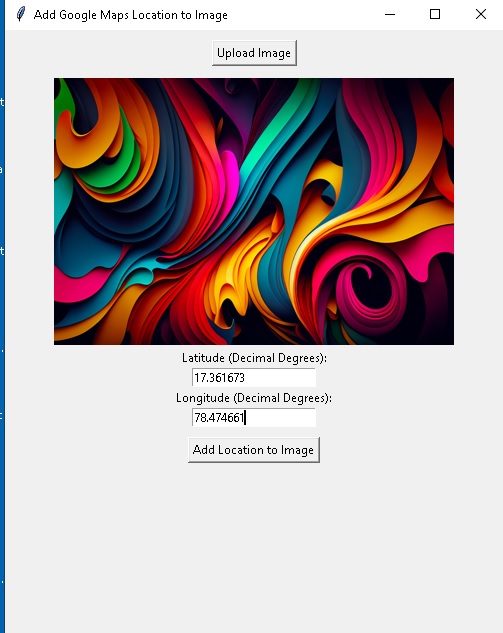 Add Google Maps Location to Image
Upload Image
Latitude (Decimal Degrees):
17.361673
Longitude (Decimal Degrees):
78.474661
Add Location to Image